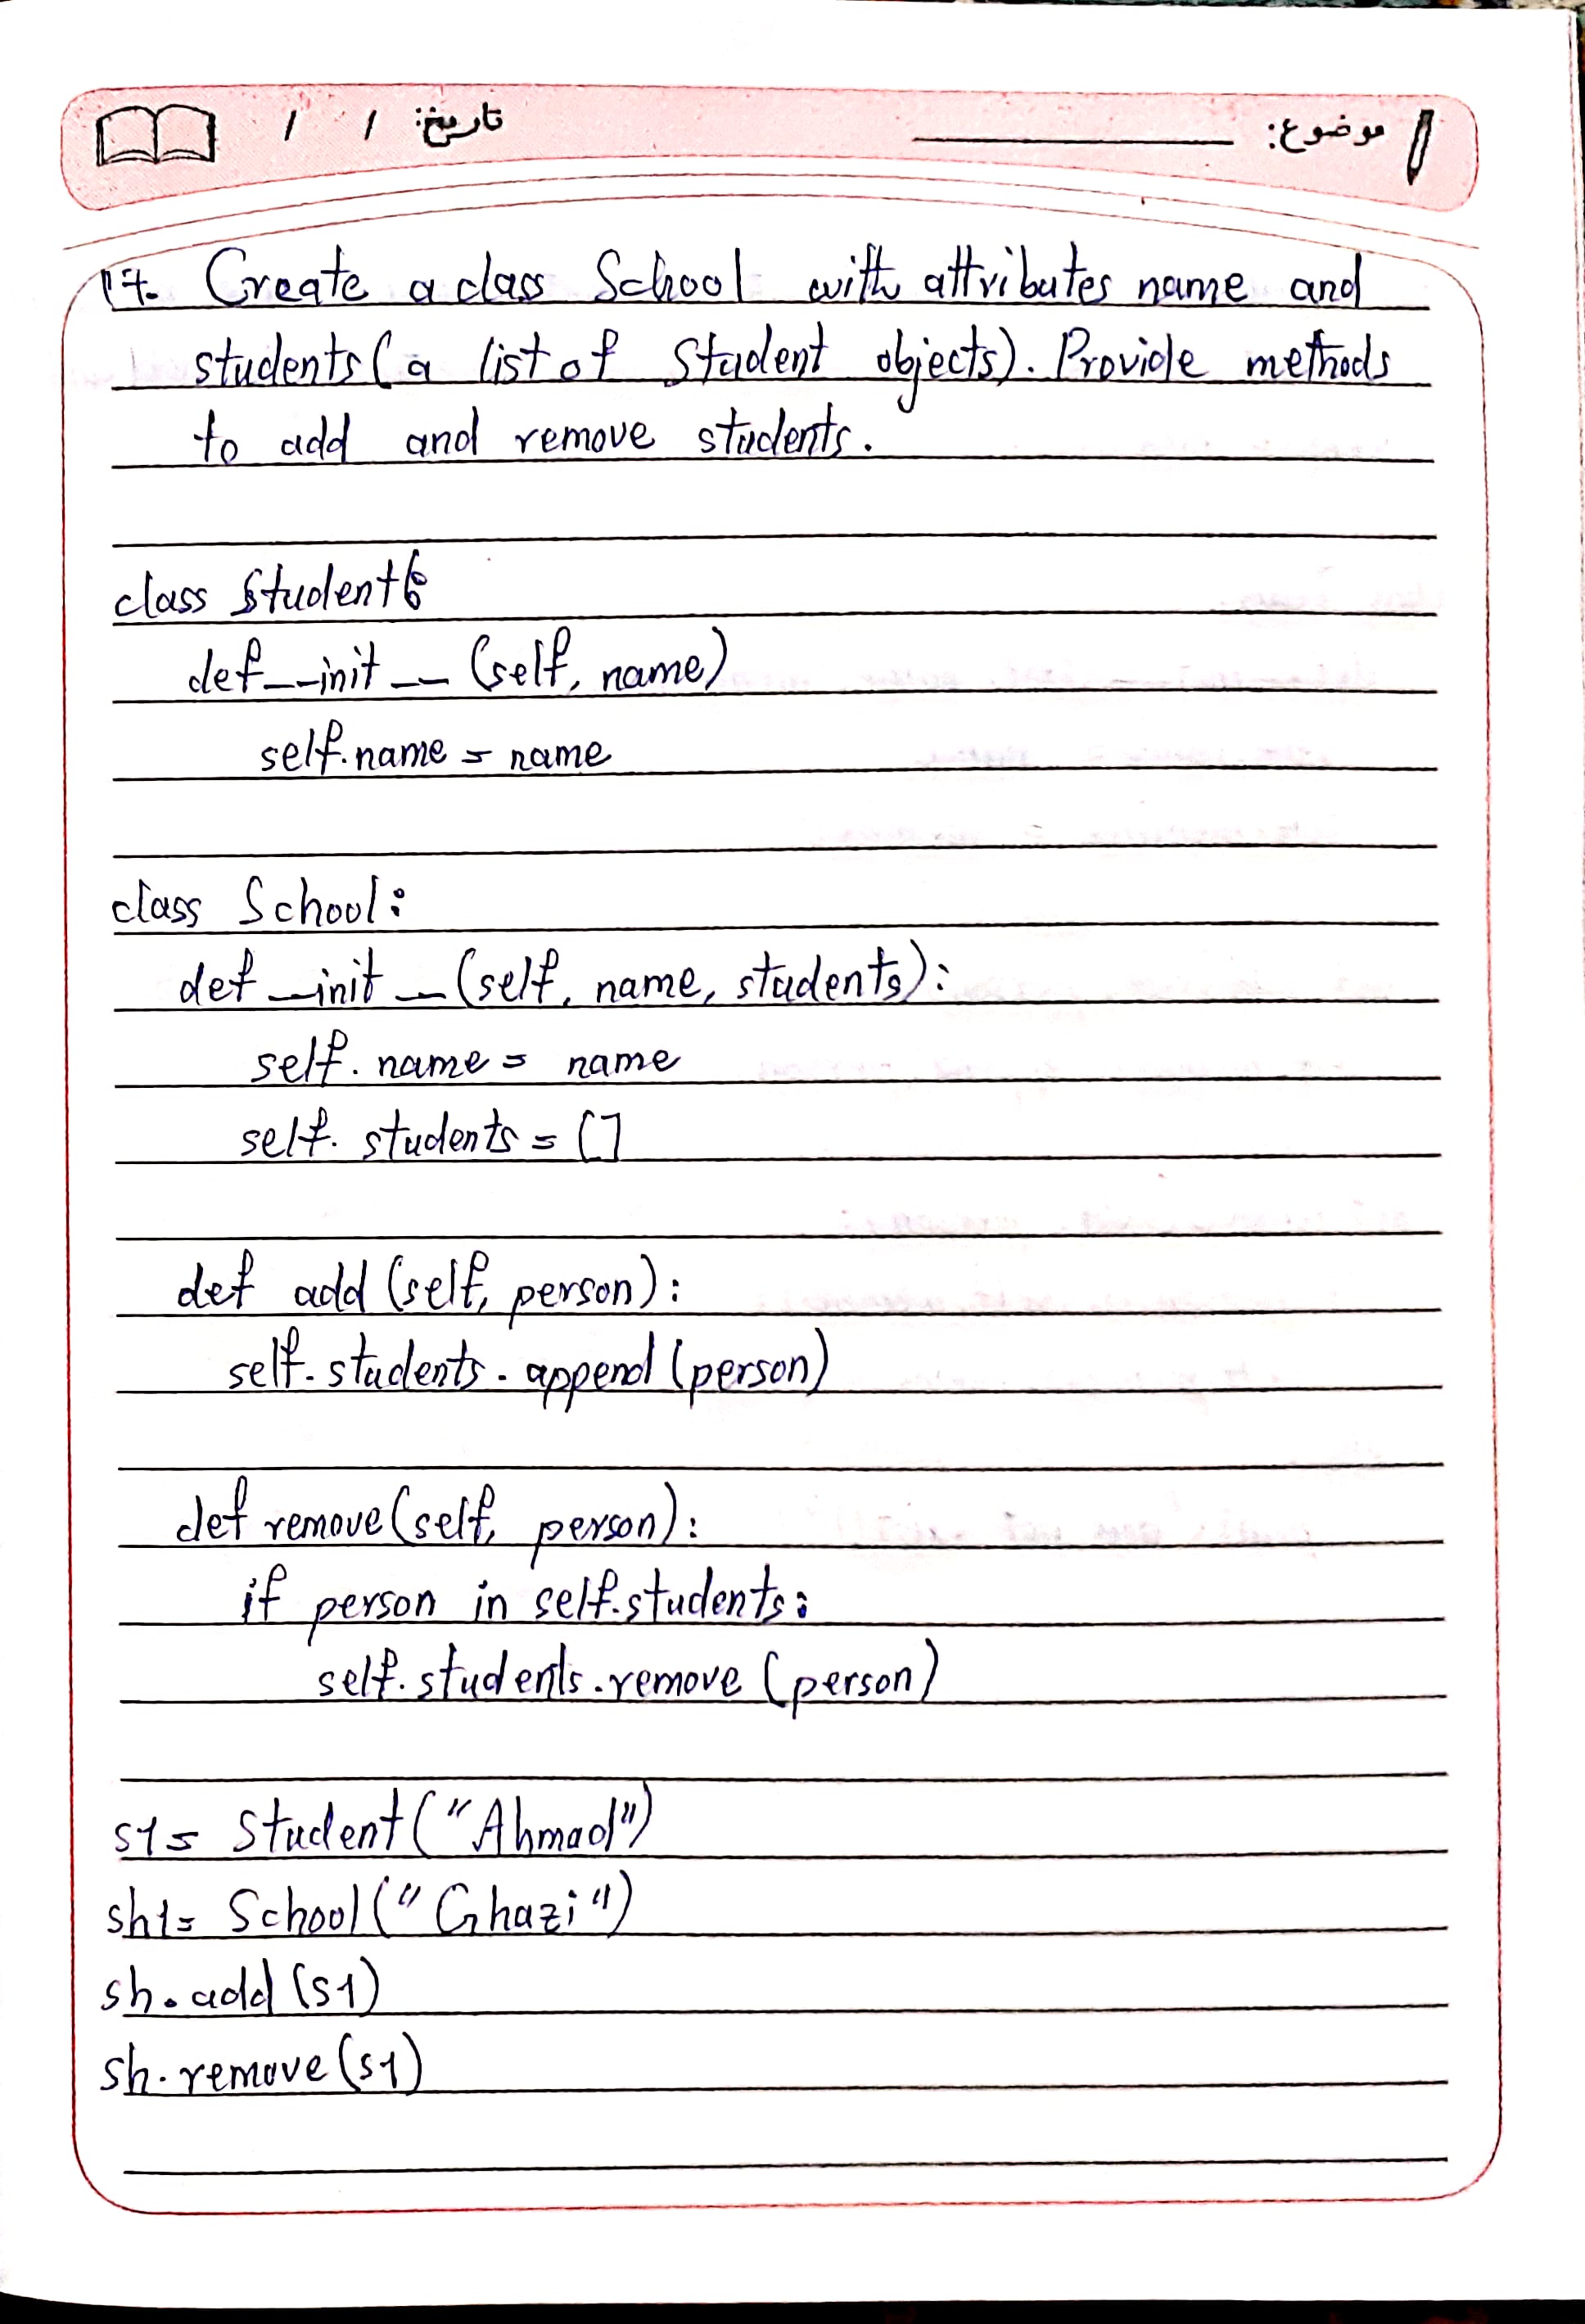 موضوع: تاریخ: / /
17. Create a class School with attributes name and
students (a list of Student objects). Provide methods
to add and remove students.
class Student:
def __init__ (self, name)
self.name = name
class School:
def _init_ (self, name, students):
self. name = name
self. students = []
def add (self, person):
self. students . append (person)
def remove (self, person):
if person in self.students:
self. students . remove (person)
s1 = Student ("Ahmad")
sh1 = School ("Ghazi")
sh. add (s1)
sh. remove (s1)